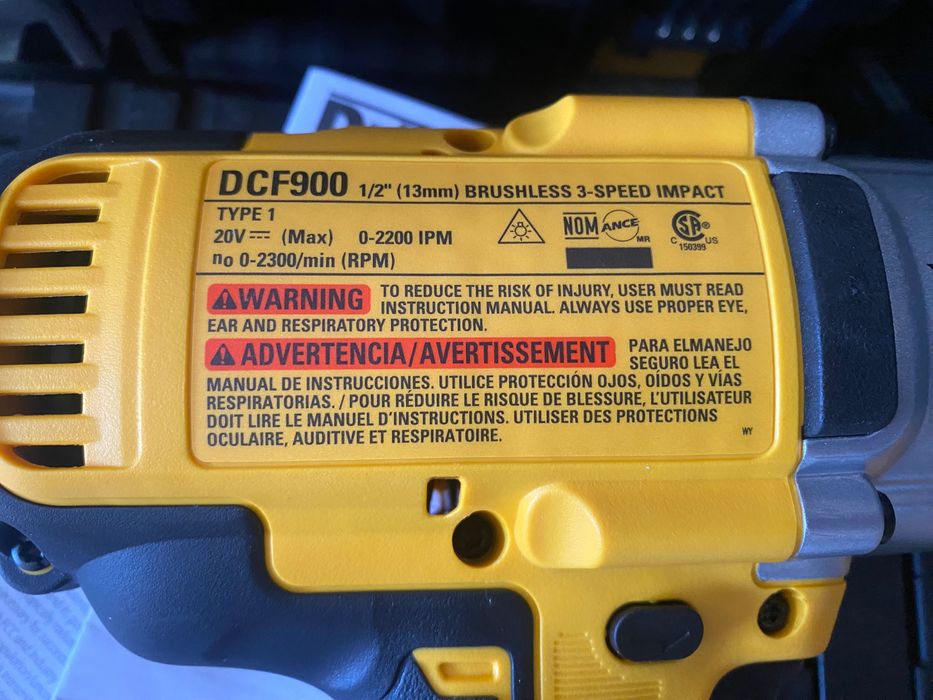 DCF900 1/2" (13mm) BRUSHLESS 3-SPEED IMPACT
TYPE 1
20V ⎓ (Max) 0-2200 IPM
no 0-2300/min (RPM)
NOM ANCE MR
SA ®
C US
150399
⚠WARNING TO REDUCE THE RISK OF INJURY, USER MUST READ
INSTRUCTION MANUAL. ALWAYS USE PROPER EYE,
EAR AND RESPIRATORY PROTECTION.
⚠ADVERTENCIA/AVERTISSEMENT PARA ELMANEJO
SEGURO LEA EL
MANUAL DE INSTRUCCIONES. UTILICE PROTECCIÓN OJOS, OÍDOS Y VÍAS
RESPIRATORIAS. / POUR RÉDUIRE LE RISQUE DE BLESSURE, L'UTILISATEUR
DOIT LIRE LE MANUEL D'INSTRUCTIONS. UTILISER DES PROTECTIONS
OCULAIRE, AUDITIVE ET RESPIRATOIRE.
WY